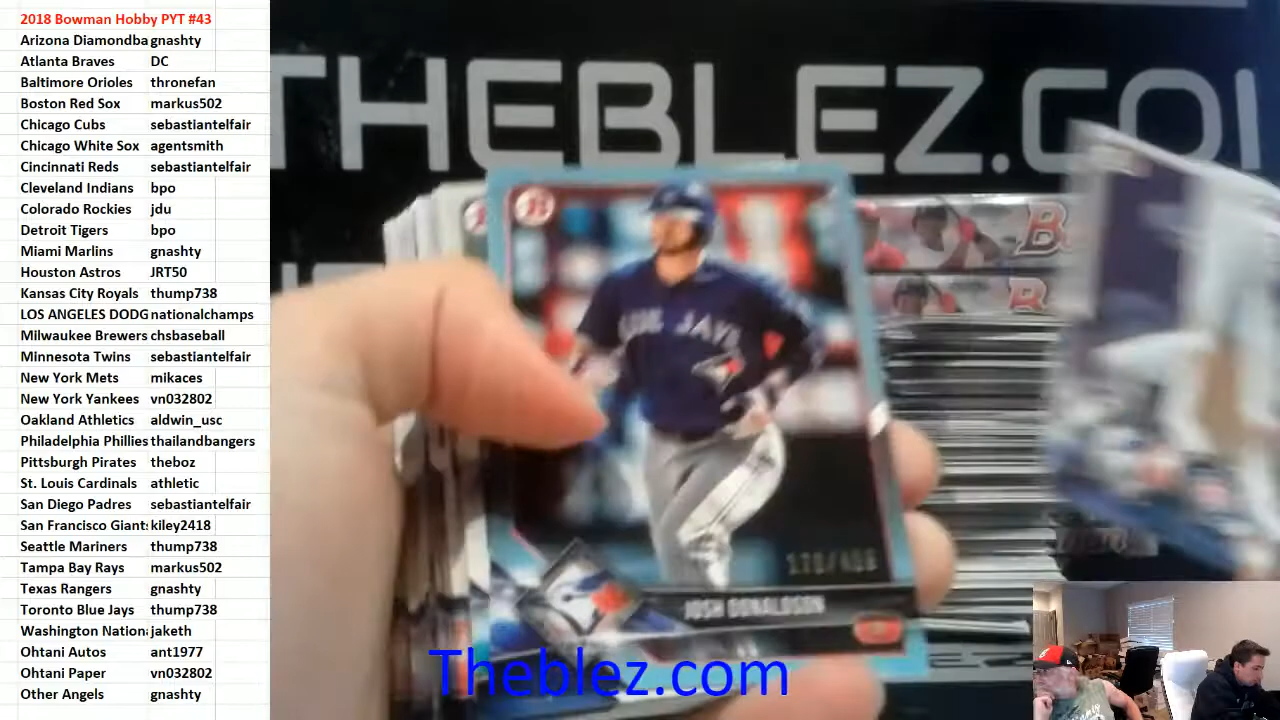 2018 Bowman Hobby PYT #43
Arizona Diamondba gnashty
Atlanta Braves DC
Baltimore Orioles thronefan
Boston Red Sox markus502
Chicago Cubs sebastiantelfair
Chicago White Sox agentsmith
Cincinnati Reds sebastiantelfair
Cleveland Indians bpo
Colorado Rockies jdu
Detroit Tigers bpo
Miami Marlins gnashty
Houston Astros JRT50
Kansas City Royals thump738
LOS ANGELES DODG nationalchamps
Milwaukee Brewers chsbaseball
Minnesota Twins sebastiantelfair
New York Mets mikaces
New York Yankees vn032802
Oakland Athletics aldwin_usc
Philadelphia Phillies thailandbangers
Pittsburgh Pirates theboz
St. Louis Cardinals athletic
San Diego Padres sebastiantelfair
San Francisco Giant kiley2418
Seattle Mariners thump738
Tampa Bay Rays markus502
Texas Rangers gnashty
Toronto Blue Jays thump738
Washington Nation jaketh
Ohtani Autos ant1977
Ohtani Paper vn032802
Other Angels gnashty
THEBLEZ.CO
BLUE JAYS
JOSH DONALDSON
Theblez.com